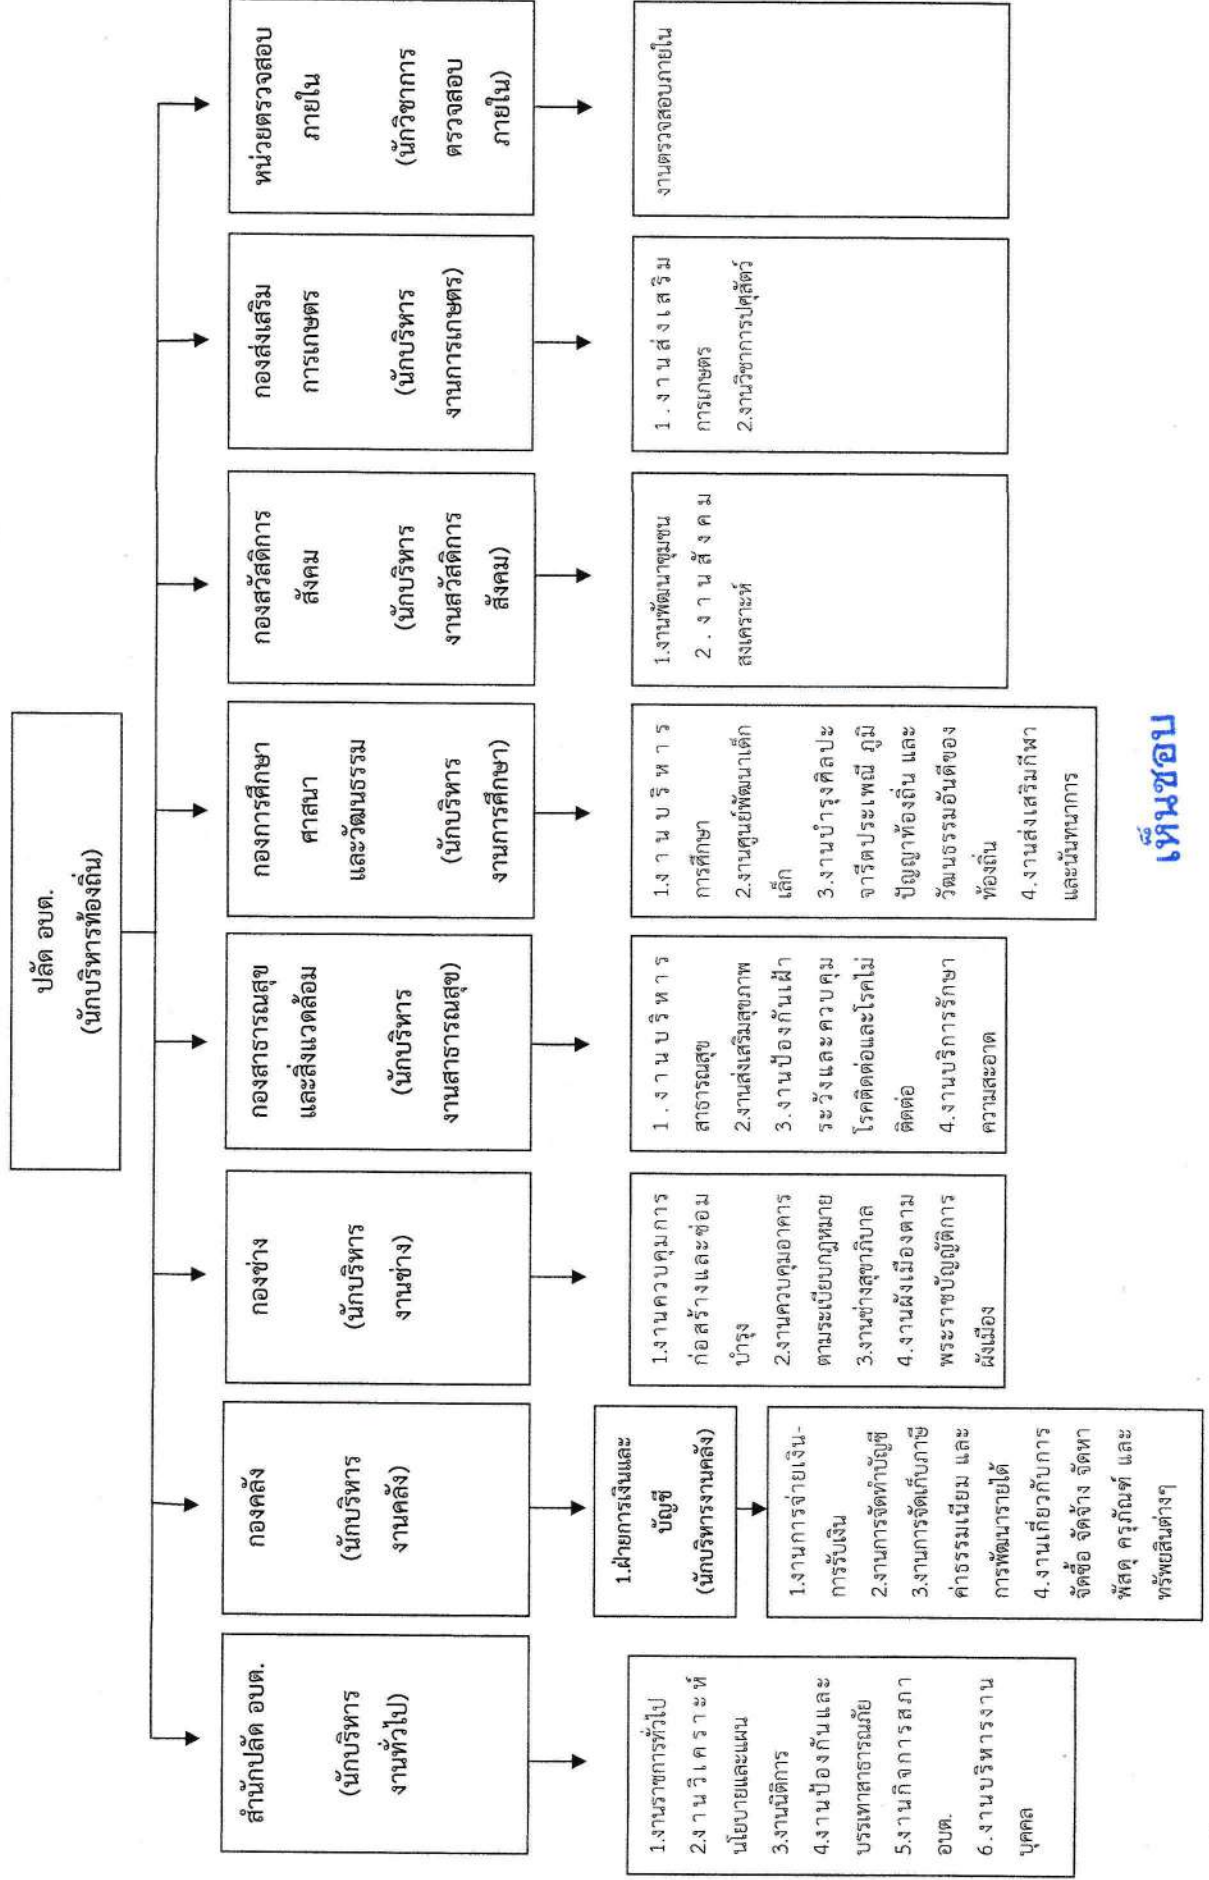 ปลัด อบต.
(นักบริหารท้องถิ่น)
สำนักปลัด อบต.
(นักบริหาร
งานทั่วไป)
กองคลัง
(นักบริหาร
งานคลัง)
กองช่าง
(นักบริหาร
งานช่าง)
กองสาธารณสุข
และสิ่งแวดล้อม
(นักบริหาร
งานสาธารณสุข)
กองการศึกษา
ศาสนา
และวัฒนธรรม
(นักบริหาร
งานการศึกษา)
กองสวัสดิการ
สังคม
(นักบริหาร
งานสวัสดิการ
สังคม)
กองส่งเสริม
การเกษตร
(นักบริหาร
งานการเกษตร)
หน่วยตรวจสอบ
ภายใน
(นักวิชาการ
ตรวจสอบ
ภายใน)
1.งานราชการทั่วไป
2.งานวิเคราะห์
นโยบายและแผน
3.งานนิติการ
4.งานป้องกันและ
บรรเทาสาธารณภัย
5.งานกิจการสภา
อบต.
6.งานบริหารงาน
บุคคล
1.ฝ่ายการเงินและ
บัญชี
(นักบริหารงานคลัง)
1.งานการจ่ายเงิน-
การรับเงิน
2.งานการจัดทำบัญชี
3.งานการจัดเก็บภาษี
ค่าธรรมเนียม และ
การพัฒนารายได้
4.งานเกี่ยวกับการ
จัดซื้อ จัดจ้าง จัดหา
พัสดุ ครุภัณฑ์ และ
ทรัพยสินต่างๆ
1.งานควบคุมการ
ก่อสร้างและซ่อม
บำรุง
2.งานควบคุมอาคาร
ตามระเบียบกฎหมาย
3.งานช่างสุขาภิบาล
4.งานผังเมืองตาม
พระราชบัญญัติการ
ผังเมือง
1.งานบริหาร
สาธารณสุข
2.งานส่งเสริมสุขภาพ
3.งานป้องกันเฝ้า
ระวังและควบคุม
โรคติดต่อและโรคไม่
ติดต่อ
4.งานบริการรักษา
ความสะอาด
1.งานบริหาร
การศึกษา
2.งานศูนย์พัฒนาเด็ก
เล็ก
3.งานบำรุงศิลปะ
จารีตประเพณี ภูมิ
ปัญญาท้องถิ่น และ
วัฒนธรรมอันดีของ
ท้องถิ่น
4.งานส่งเสริมกีฬา
และนันทนาการ
1.งานพัฒนาชุมชน
2.งานสังคม
สงเคราะห์
1.งานส่งเสริม
การเกษตร
2.งานวิชาการปศุสัตว์
งานตรวจสอบภายใน
เห็นชอบ